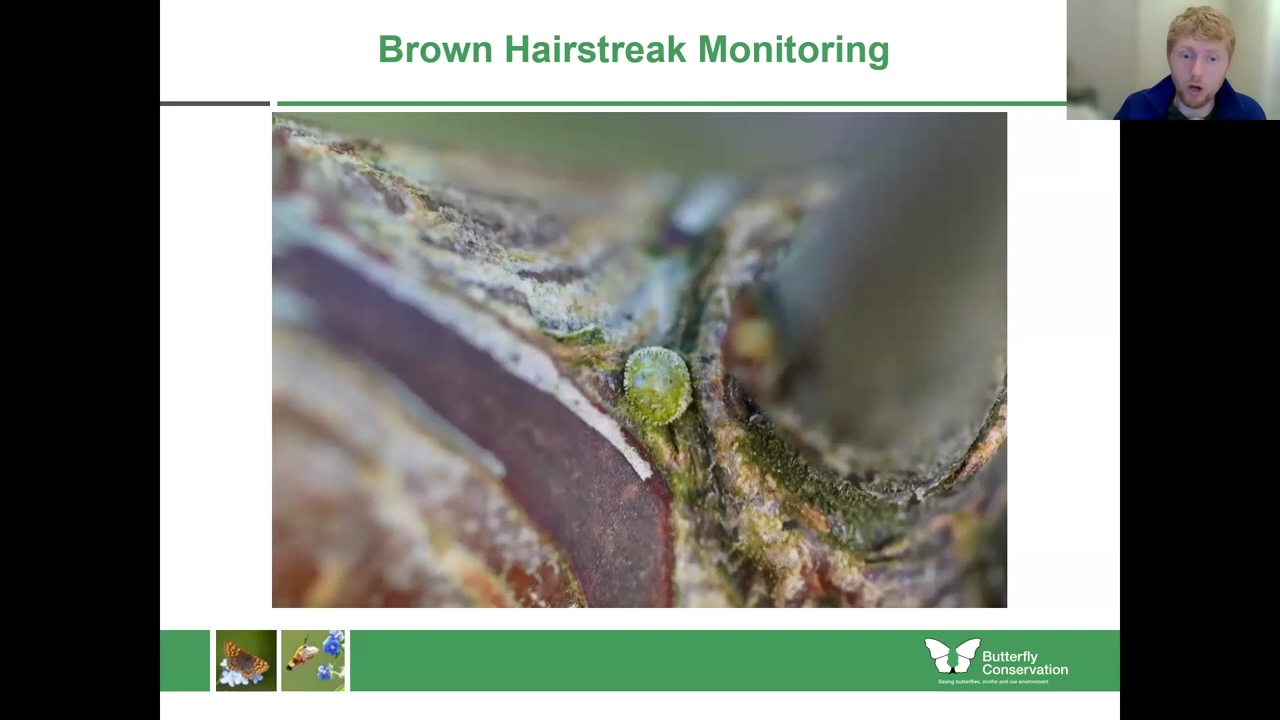 Brown Hairstreak Monitoring
Butterfly
Conservation
Saving butterflies, moths and our environment